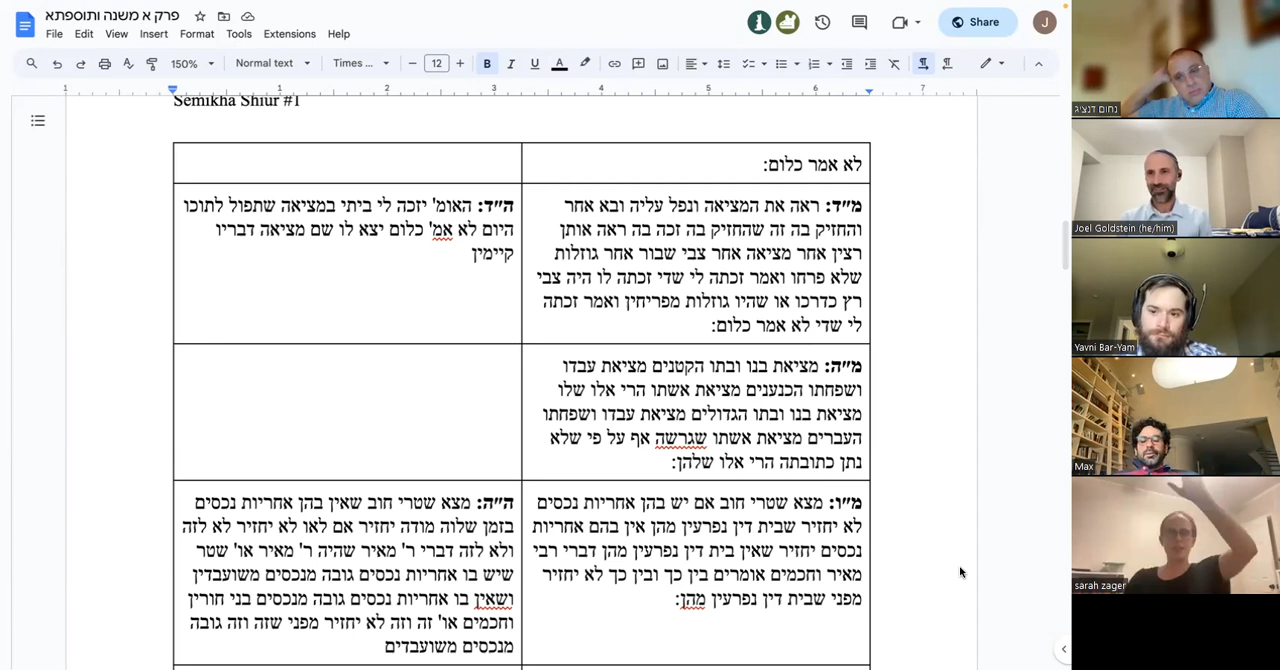 פרק א משנה ותוספתא
File Edit View Insert Format Tools Extensions Help
Share
J
150% Normal text Times ... 12 B I U A
1 1 2 3 4 5 6 7
Semikha Shiur #1
לא אמר כלום:
מ"ד: ראה את המציאה ונפל עליה ובא אחר
והחזיק בה זה שהחזיק בה זכה בה ראה אותן
רצין אחר מציאה אחר צבי שבור אחר גוזלות
שלא פרחו ואמר זכתה לי שדי זכתה לו היה צבי
רץ כדרכו או שהיו גוזלות מפריחין ואמר זכתה
לי שדי לא אמר כלום:
ה"ד: האומ' יזכה לי ביתי במציאה שתפול לתוכו
היום לא אמ' כלום יצא לו שם מציאה דבריו
קיימין
מ"ה: מציאת בנו ובתו הקטנים מציאת עבדו
ושפחתו הכנענים מציאת אשתו הרי אלו שלו
מציאת בנו ובתו הגדולים מציאת עבדו ושפחתו
העברים מציאת אשתו שגרשה אף על פי שלא
נתן כתובתה הרי אלו שלהן:
מ"ו: מצא שטרי חוב אם יש בהן אחריות נכסים
לא יחזיר שבית דין נפרעין מהן אין בהם אחריות
נכסים יחזיר שאין בית דין נפרעין מהן דברי רבי
מאיר וחכמים אומרים בין כך ובין כך לא יחזיר
מפני שבית דין נפרעין מהן:
ה"ה: מצא שטרי חוב שאין בהן אחריות נכסים
בזמן שלוה מודה יחזיר אם לאו לא יחזיר לא לזה
ולא לזה דברי ר' מאיר שהיה ר' מאיר או' שטר
שיש בו אחריות נכסים גובה מנכסים משועבדין
ושאין בו אחריות נכסים גובה מנכסים בני חורין
וחכמים או' זה וזה לא יחזיר מפני שזה וזה גובה
מנכסים משועבדים
נחום דנציג
Joel Goldstein (he/him)
Yavni Bar-Yam
Max
sarah zager